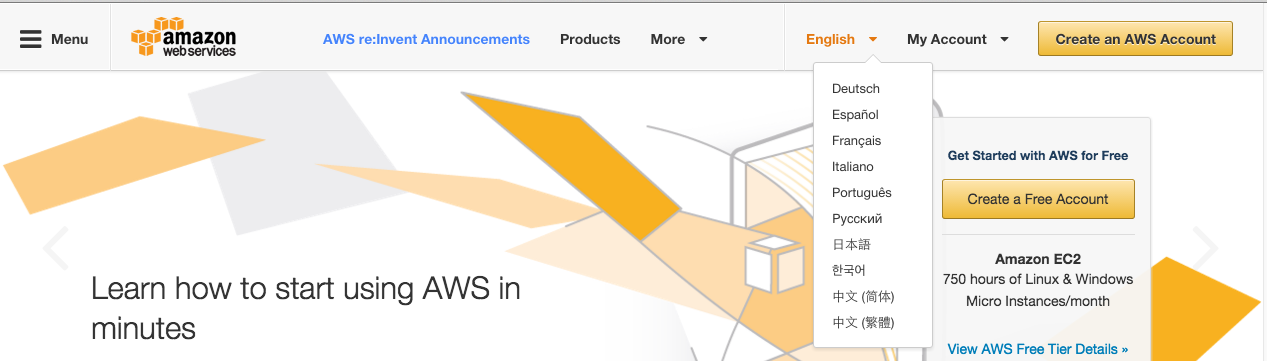 Menu
amazon
web services
AWS re:Invent Announcements
Products
More
English
My Account
Create an AWS Account
Deutsch
Español
Français
Italiano
Português
Русский
日本語
한국어
中文 (简体)
中文 (繁體)
Learn how to start using AWS in
minutes
Get Started with AWS for Free
Create a Free Account
Amazon EC2
750 hours of Linux & Windows
Micro Instances/month
View AWS Free Tier Details »